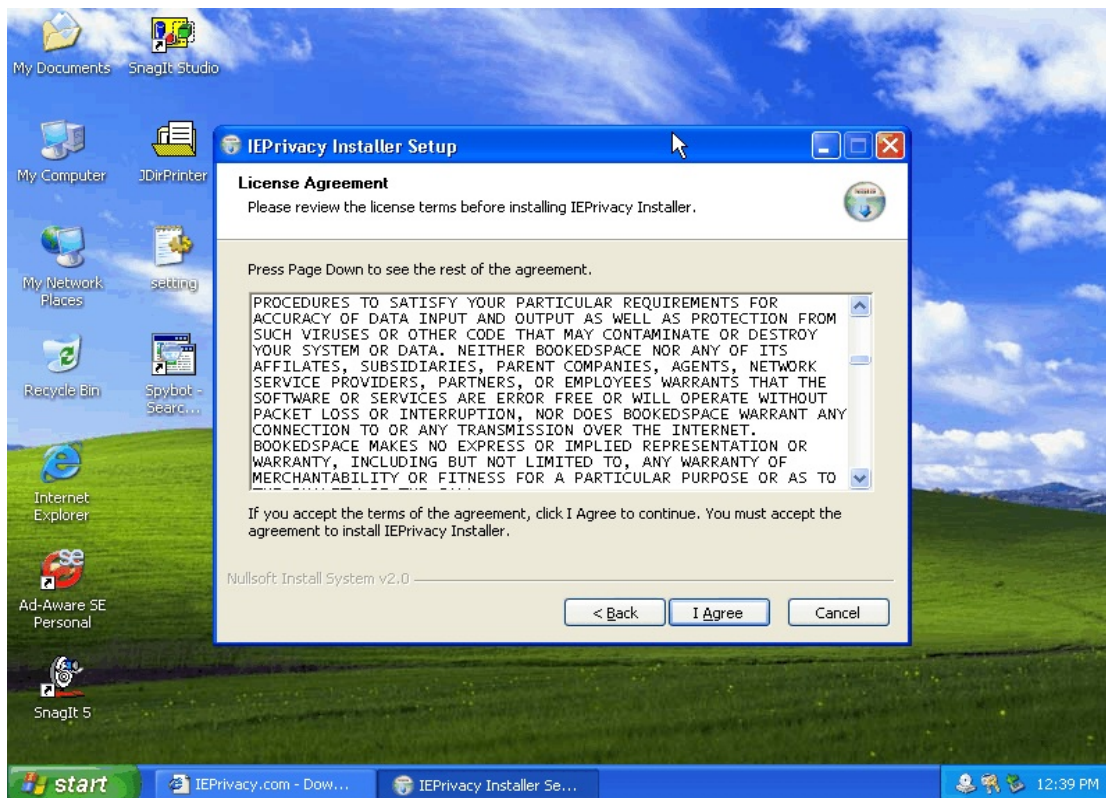 My Documents
SnagIt Studio
My Computer
JDirPrinter
My Network
Places
setting
Recycle Bin
Spybot -
Searc...
Internet
Explorer
Ad-Aware SE
Personal
SnagIt 5
IEPrivacy Installer Setup
License Agreement
Please review the license terms before installing IEPrivacy Installer.
Press Page Down to see the rest of the agreement.
PROCEDURES TO SATISFY YOUR PARTICULAR REQUIREMENTS FOR
ACCURACY OF DATA INPUT AND OUTPUT AS WELL AS PROTECTION FROM
SUCH VIRUSES OR OTHER CODE THAT MAY CONTAMINATE OR DESTROY
YOUR SYSTEM OR DATA. NEITHER BOOKEDSPACE NOR ANY OF ITS
AFFILATES, SUBSIDIARIES, PARENT COMPANIES, AGENTS, NETWORK
SERVICE PROVIDERS, PARTNERS, OR EMPLOYEES WARRANTS THAT THE
SOFTWARE OR SERVICES ARE ERROR FREE OR WILL OPERATE WITHOUT
PACKET LOSS OR INTERRUPTION, NOR DOES BOOKEDSPACE WARRANT ANY
CONNECTION TO OR ANY TRANSMISSION OVER THE INTERNET.
BOOKEDSPACE MAKES NO EXPRESS OR IMPLIED REPRESENTATION OR
WARRANTY, INCLUDING BUT NOT LIMITED TO, ANY WARRANTY OF
MERCHANTABILITY OR FITNESS FOR A PARTICULAR PURPOSE OR AS TO
If you accept the terms of the agreement, click I Agree to continue. You must accept the
agreement to install IEPrivacy Installer.
Nullsoft Install System v2.0
< Back
I Agree
Cancel
start
IEPrivacy.com - Dow...
IEPrivacy Installer Se...
12:39 PM